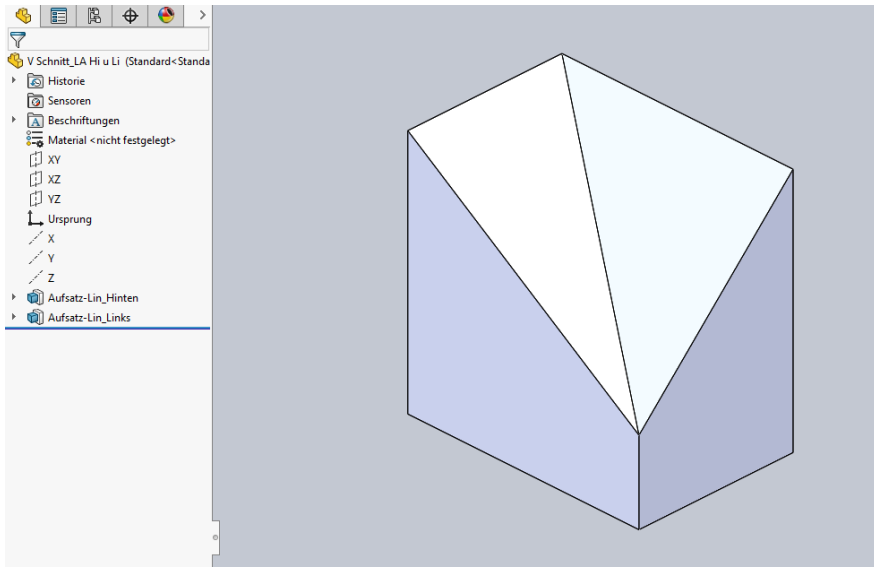 V Schnitt_LA Hi u Li (Standard<Standa
Historie
Sensoren
Beschriftungen
Material <nicht festgelegt>
XY
XZ
YZ
Ursprung
X
Y
Z
Aufsatz-Lin_Hinten
Aufsatz-Lin_Links